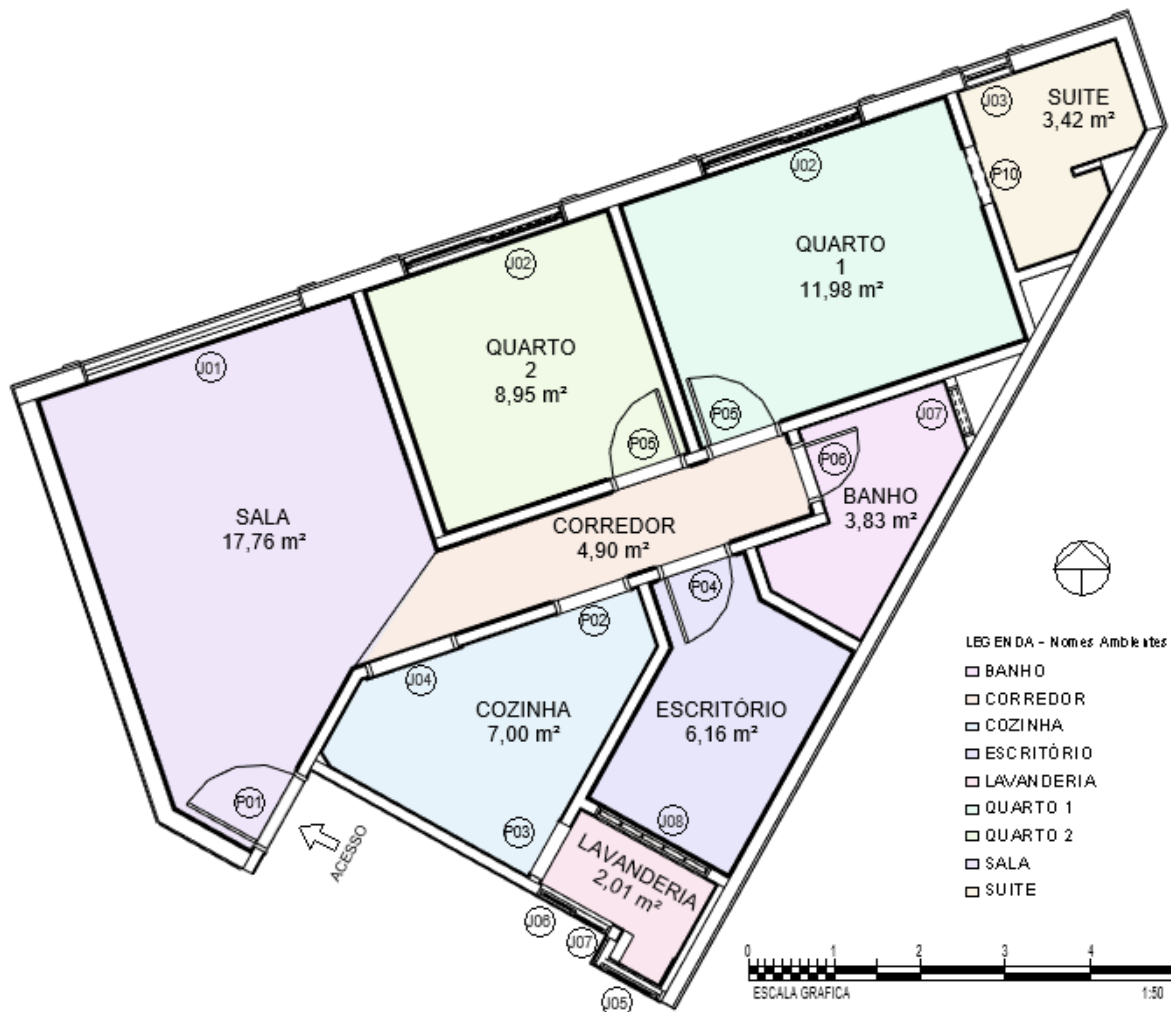 J03
SUITE
3,42 m²
P10
J02
QUARTO
1
11,98 m²
J02
QUARTO
2
8,95 m²
J01
P05
P05
J07
P06
BANHO
3,83 m²
SALA
17,76 m²
CORREDOR
4,90 m²
P04
P02
J04
COZINHA
7,00 m²
ESCRITÓRIO
6,16 m²
P01
ACESSO
P03
J08
LAVANDERIA
2,01 m²
J06
J07
J05
LEGENDA - Nomes Ambientes
BANHO
CORREDOR
COZINHA
ESCRITÓRIO
LAVANDERIA
QUARTO 1
QUARTO 2
SALA
SUITE
0 1 2 3 4
ESCALA GRAFICA 1:50